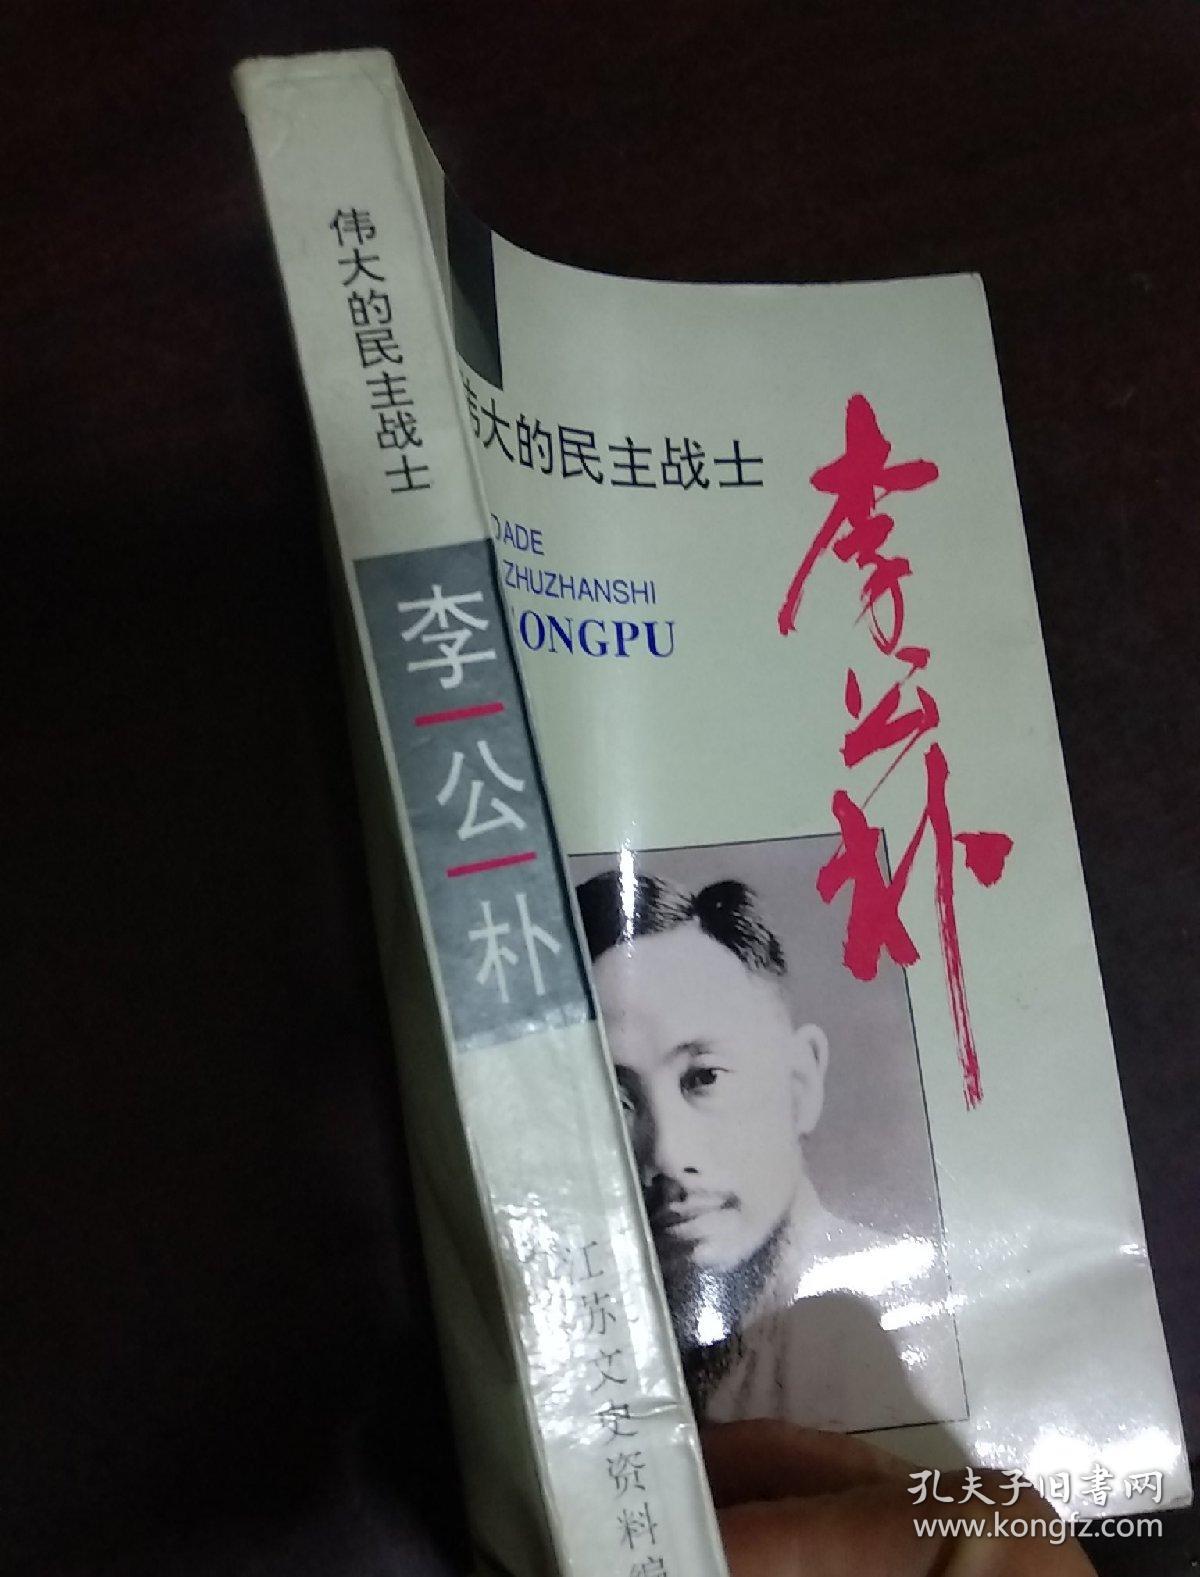 伟大的民主战士
李公朴
江苏文史资料编
伟大的民主战士
DADE
ZHUZHANSHI
ONGPU
李公朴
孔夫子旧书网
www.kongfz.com